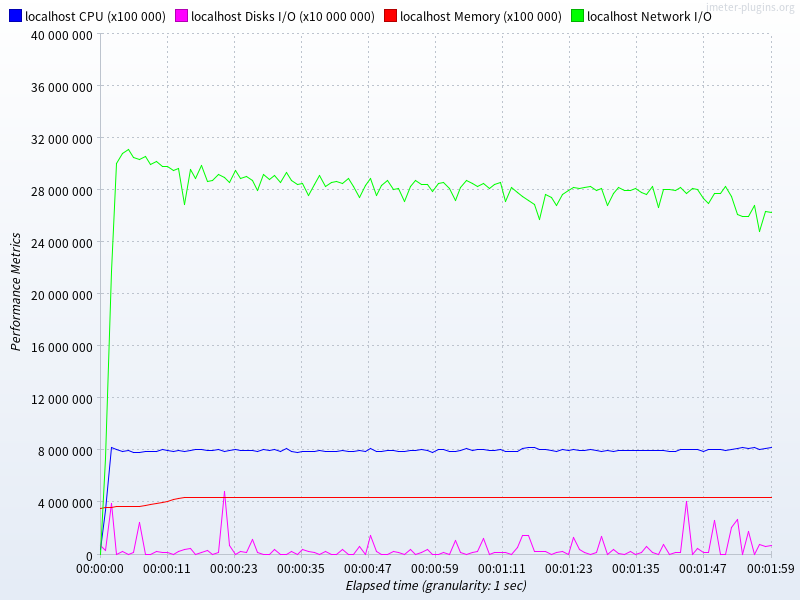 jmeter-plugins.org
localhost CPU (x100 000) localhost Disks I/O (x10 000 000) localhost Memory (x100 000) localhost Network I/O
40 000 000
36 000 000
32 000 000
28 000 000
24 000 000
20 000 000
16 000 000
12 000 000
8 000 000
4 000 000
0
Performance Metrics
00:00:00 00:00:11 00:00:23 00:00:35 00:00:47 00:00:59 00:01:11 00:01:23 00:01:35 00:01:47 00:01:59
Elapsed time (granularity: 1 sec)